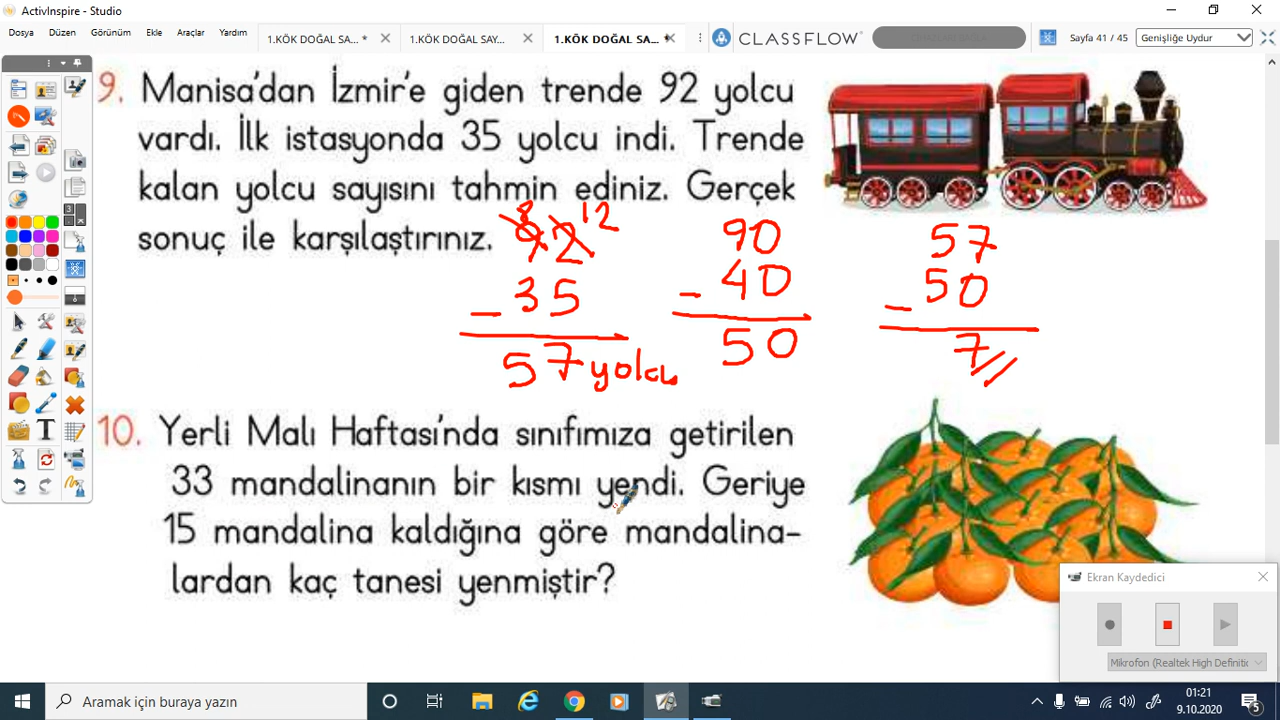 ActivInspire - Studio
Dosya Düzen Görünüm Ekle Araçlar Yardım
1.KÖK DOĞAL SA... *
1.KÖK DOĞAL SAY...
1.KÖK DOĞAL SA... *
CLASSFLOW
Sayfa 41 / 45
Genişliğe Uydur
9. Manisa'dan İzmir'e giden trende 92 yolcu
vardı. İlk istasyonda 35 yolcu indi. Trende
kalan yolcu sayısını tahmin ediniz. Gerçek
sonuç ile karşılaştırınız.
8 12
92
- 35
57 yolcu
90
- 40
50
57
- 50
7
10. Yerli Malı Haftası'nda sınıfımıza getirilen
33 mandalinanın bir kısmı yendi. Geriye
15 mandalina kaldığına göre mandalina-
lardan kaç tanesi yenmiştir?
Ekran Kaydedici
Mikrofon (Realtek High Definitic
Aramak için buraya yazın
01:21
9.10.2020
5